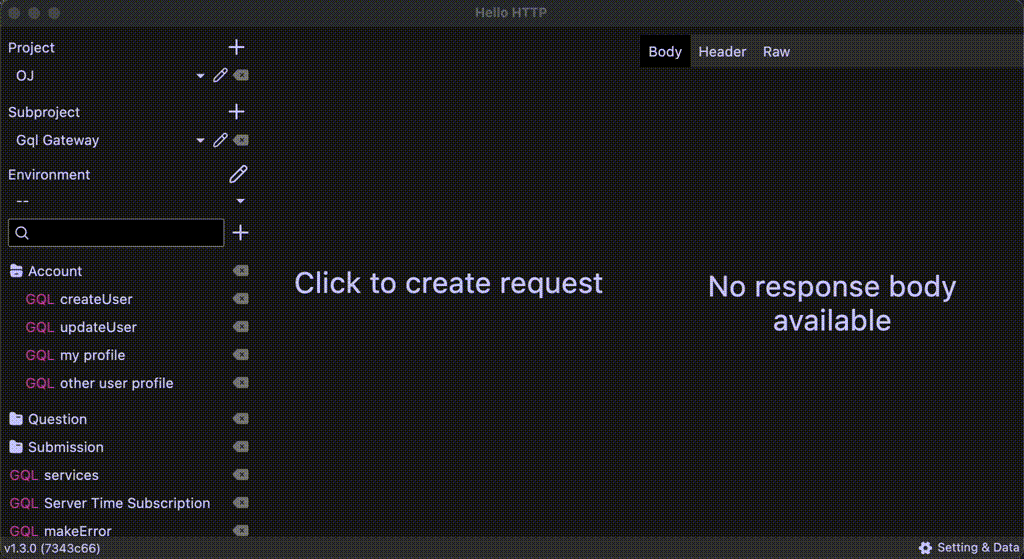 Hello HTTP
Project
OJ
Subproject
Gql Gateway
Environment
--
Account
GQL createUser
GQL updateUser
GQL my profile
GQL other user profile
Question
Submission
GQL services
GQL Server Time Subscription
GQL makeError
v1.3.0 (7343c66)
Click to create request
Body Header Raw
No response body
available
Setting & Data